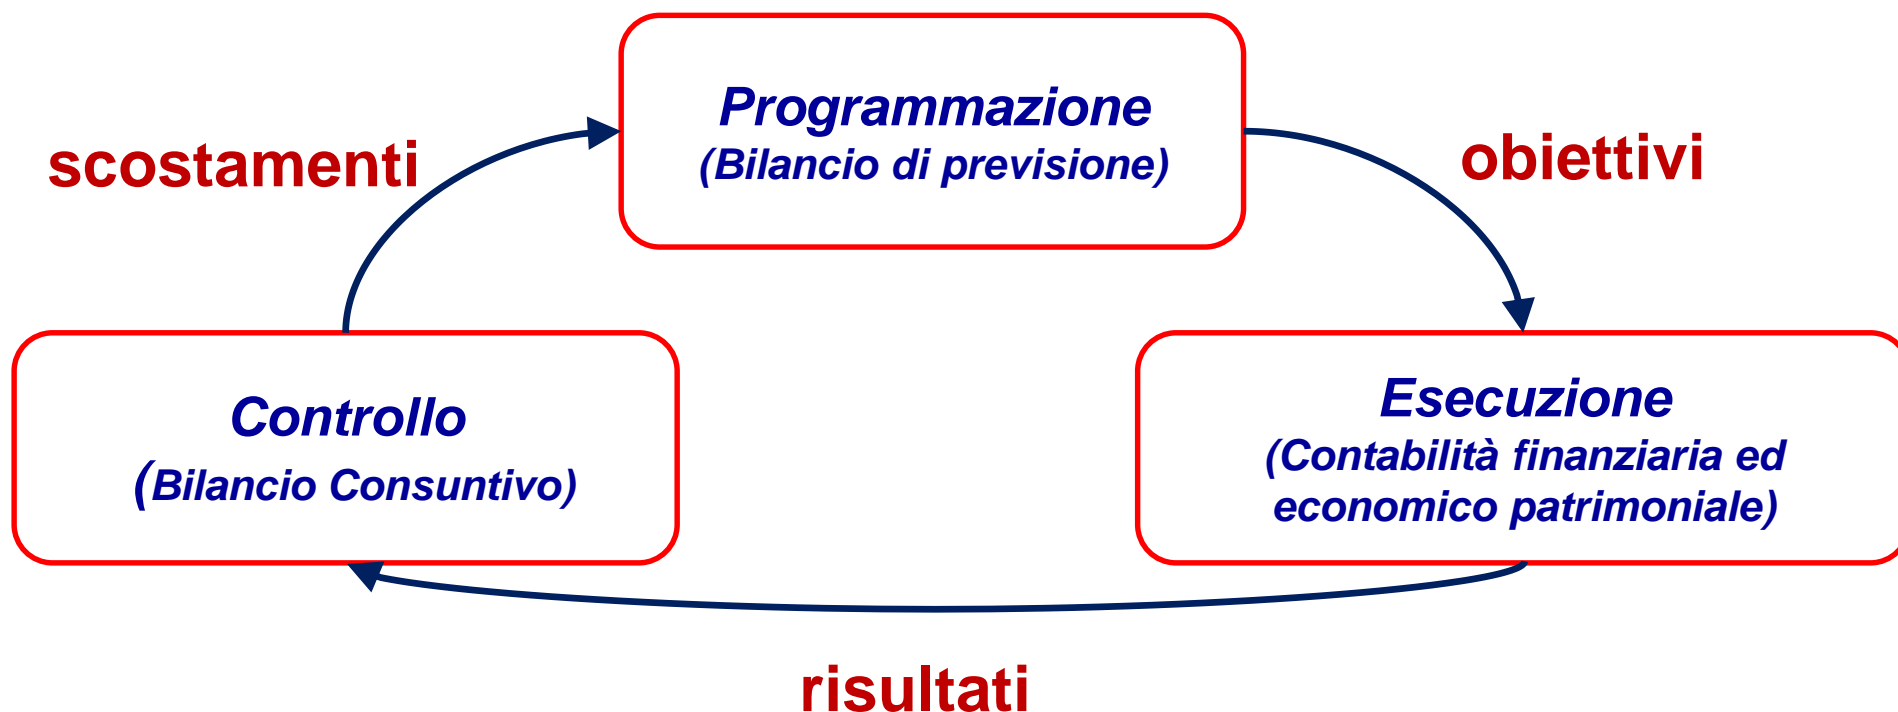 Programmazione
(Bilancio di previsione)
scostamenti
obiettivi
Controllo
(Bilancio Consuntivo)
Esecuzione
(Contabilità finanziaria ed
economico patrimoniale)
risultati